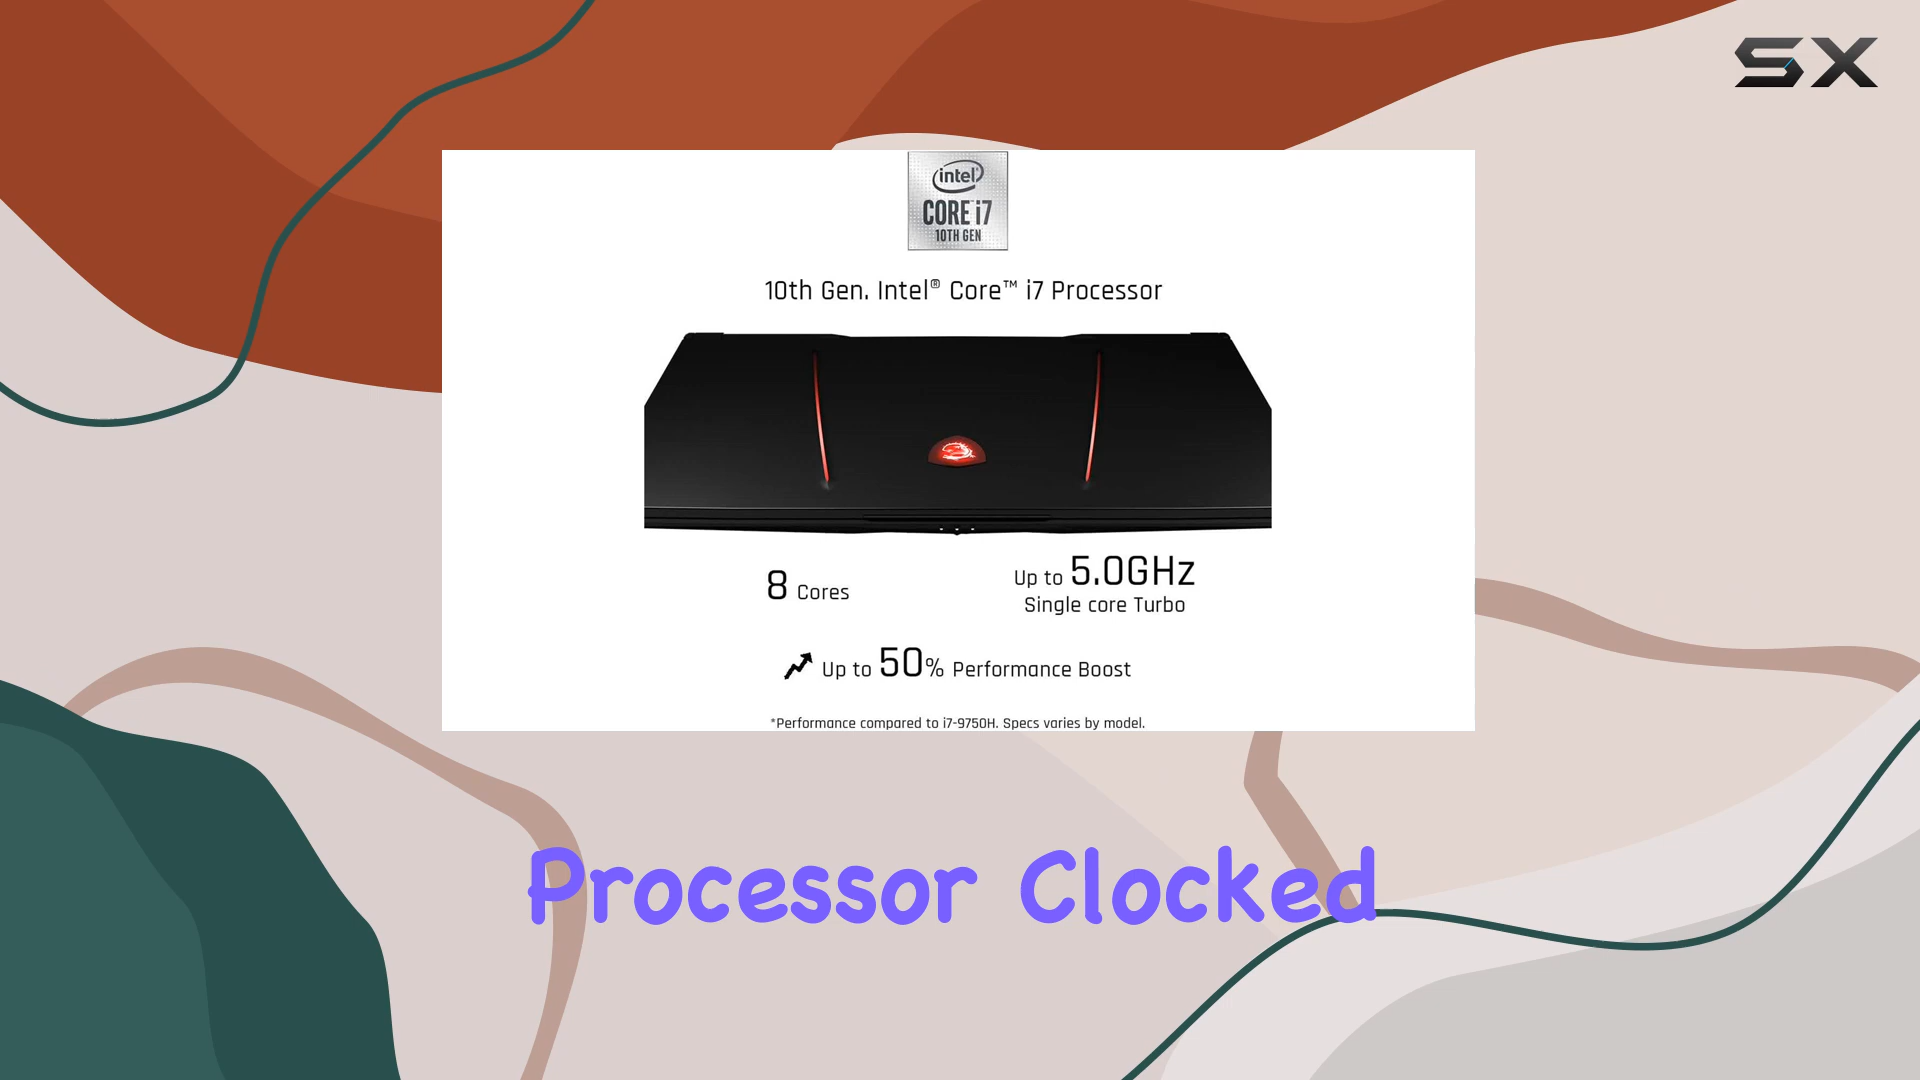 SX
intel
CORE i7
10TH GEN
10th Gen. Intel® Core™ i7 Processor
8 Cores
Up to 5.0GHz
Single core Turbo
Up to 50% Performance Boost
*Performance compared to i7-9750H. Specs varies by model.
Processor Clocked